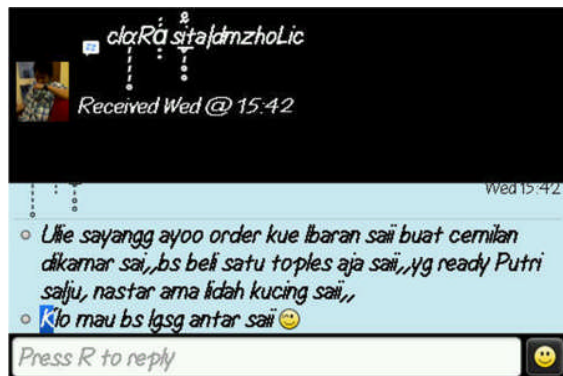 claRa sita|dmzhoLic
Received Wed @ 15:42
Wed 15:42
Ulie sayangg ayoo order kue lbaran saii buat cemilan
dikamar sai,,bs beli satu toples aja saii,,yg ready Putri
salju, nastar ama lidah kucing saii,,
Klo mau bs lgsg antar saii 😉
Press R to reply